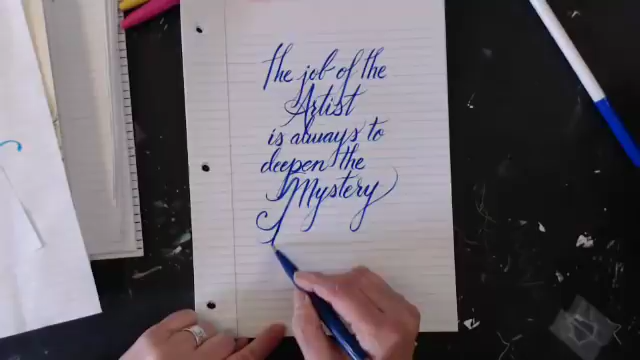 the job of the
Artist
is always to
deepen the
Mystery